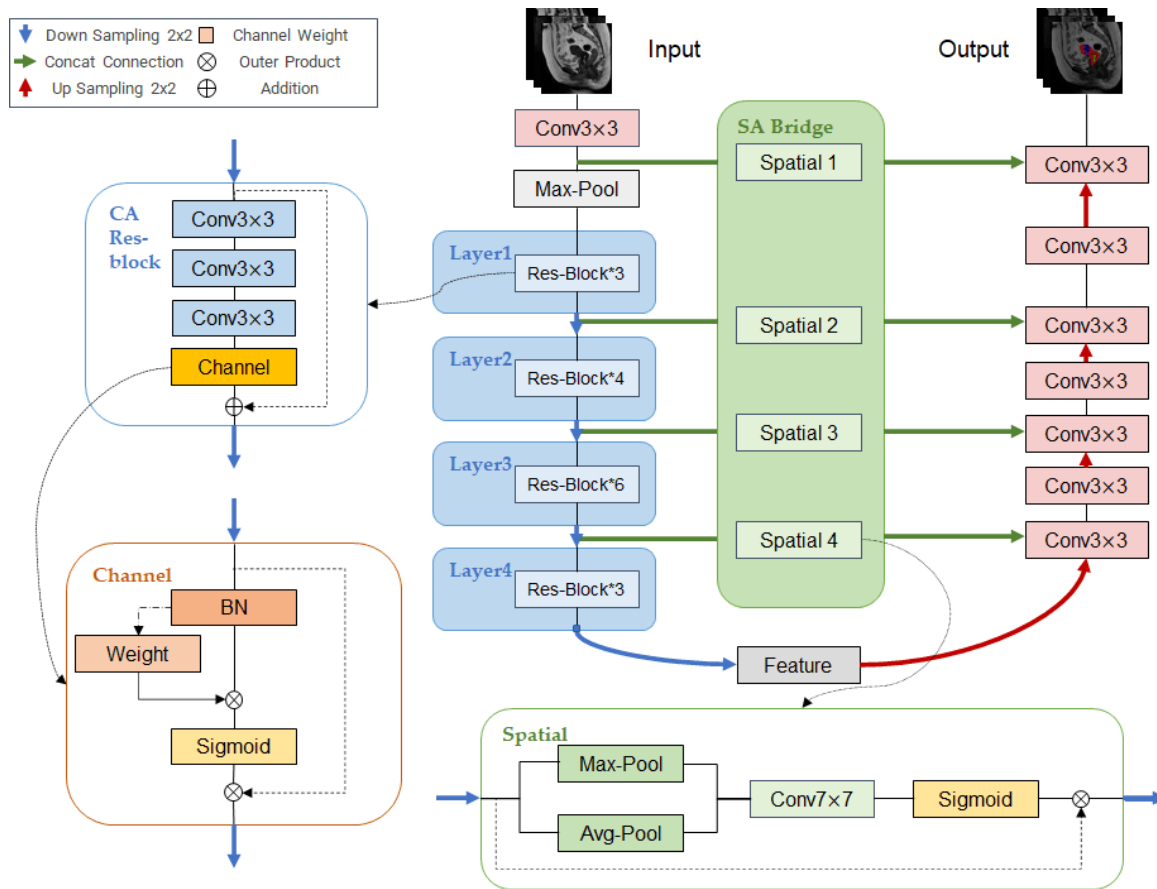 Down Sampling 2x2
Channel Weight
Concat Connection
Outer Product
Up Sampling 2x2
Addition
Input
Output
Conv3×3
Max-Pool
Layer1
Res-Block*3
Layer2
Res-Block*4
Layer3
Res-Block*6
Layer4
Res-Block*3
Feature
SA Bridge
Spatial 1
Spatial 2
Spatial 3
Spatial 4
Conv3×3
Conv3×3
Conv3×3
Conv3×3
Conv3×3
Conv3×3
Conv3×3
CA
Res-
block
Conv3×3
Conv3×3
Conv3×3
Channel
Channel
BN
Weight
Sigmoid
Spatial
Max-Pool
Avg-Pool
Conv7×7
Sigmoid